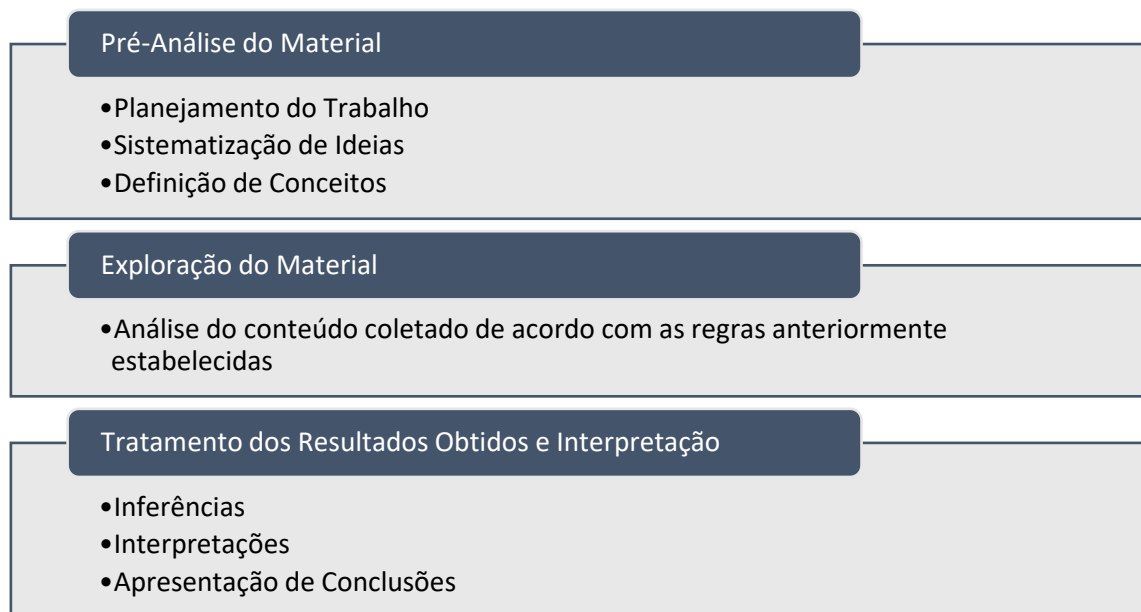 Pré-Análise do Material
•Planejamento do Trabalho
•Sistematização de Ideias
•Definição de Conceitos
Exploração do Material
•Análise do conteúdo coletado de acordo com as regras anteriormente
estabelecidas
Tratamento dos Resultados Obtidos e Interpretação
•Inferências
•Interpretações
•Apresentação de Conclusões